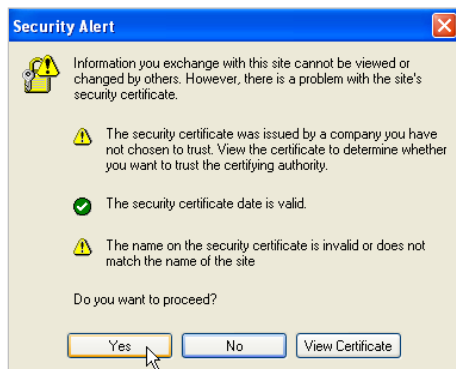 Security Alert
Information you exchange with this site cannot be viewed or
changed by others. However, there is a problem with the site's
security certificate.
The security certificate was issued by a company you have
not chosen to trust. View the certificate to determine whether
you want to trust the certifying authority.
The security certificate date is valid.
The name on the security certificate is invalid or does not
match the name of the site
Do you want to proceed?
Yes No View Certificate